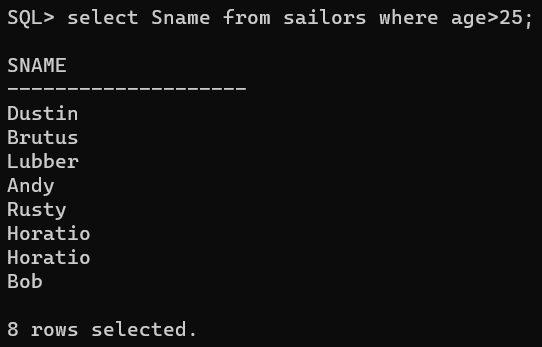 SQL> select Sname from sailors where age>25;
SNAME
--------------------
Dustin
Brutus
Lubber
Andy
Rusty
Horatio
Horatio
Bob
8 rows selected.